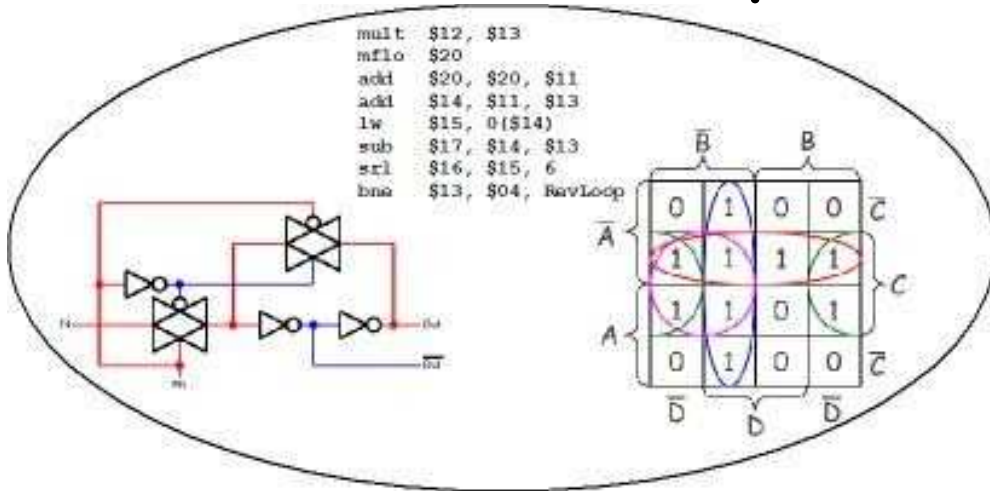 mult $12, $13
mflo $20
add $20, $20, $11
add $14, $11, $13
lw $15, 0($14)
sub $17, $14, $13
srl $16, $15, 6
bne $13, $04, RevLoop
B̅ B
0 1 0 0 C̅
A̅
1 1 1 1
C
1 1 0 1
A
0 1 0 0 C̅
D̅ D D̅
In